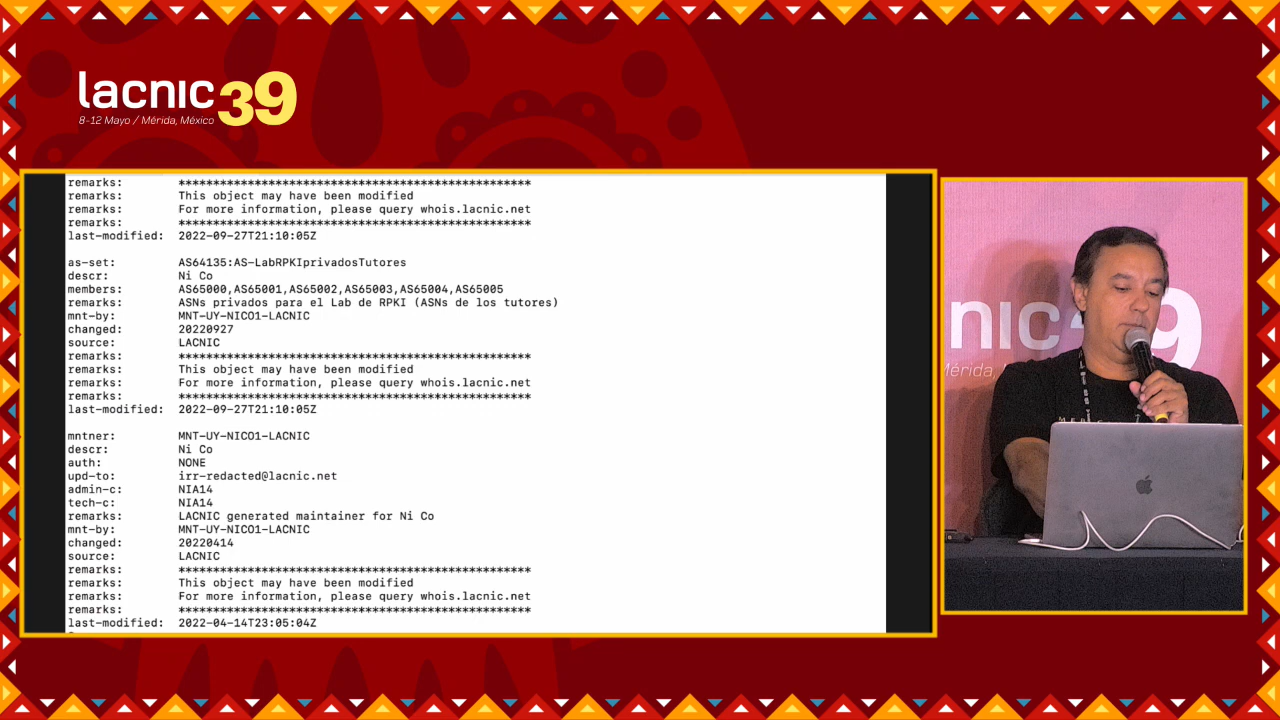 lacnic 39
8-12 Mayo / Mérida, México
remarks: ***************************************************
remarks: This object may have been modified
remarks: For more information, please query whois.lacnic.net
remarks: ***************************************************
last-modified: 2022-09-27T21:10:05Z
as-set: AS64135:AS-LabRPKIprivadosTutores
descr: Ni Co
members: AS65000,AS65001,AS65002,AS65003,AS65004,AS65005
remarks: ASNs privados para el Lab de RPKI (ASNs de los tutores)
mnt-by: MNT-UY-NICO1-LACNIC
changed: 20220927
source: LACNIC
remarks: ***************************************************
remarks: This object may have been modified
remarks: For more information, please query whois.lacnic.net
remarks: ***************************************************
last-modified: 2022-09-27T21:10:05Z
mntner: MNT-UY-NICO1-LACNIC
descr: Ni Co
auth: NONE
upd-to: irr-redacted@lacnic.net
admin-c: NIA14
tech-c: NIA14
remarks: LACNIC generated maintainer for Ni Co
mnt-by: MNT-UY-NICO1-LACNIC
changed: 20220414
source: LACNIC
remarks: ***************************************************
remarks: This object may have been modified
remarks: For more information, please query whois.lacnic.net
remarks: ***************************************************
last-modified: 2022-04-14T23:05:04Z
nic 9
Mérida,